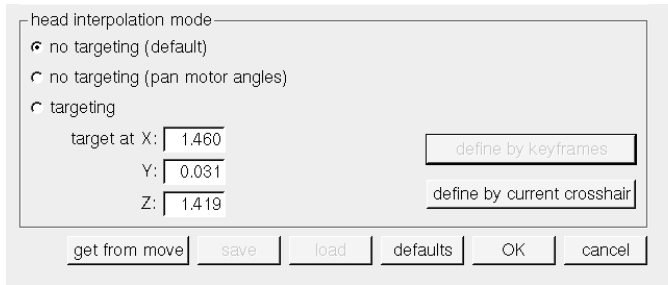 head interpolation mode
no targeting (default)
no targeting (pan motor angles)
targeting
target at X: 1.460
Y: 0.031
define by keyframes
Z: 1.419
define by current crosshair
get from move save load defaults OK cancel